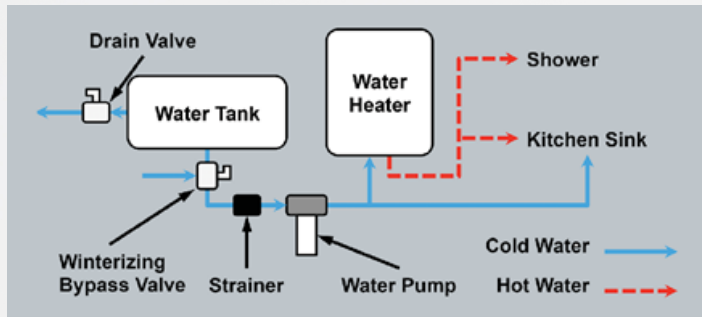 Drain Valve
Water Tank
Water
Heater
Shower
Kitchen Sink
Winterizing
Bypass Valve
Strainer
Water Pump
Cold Water
Hot Water